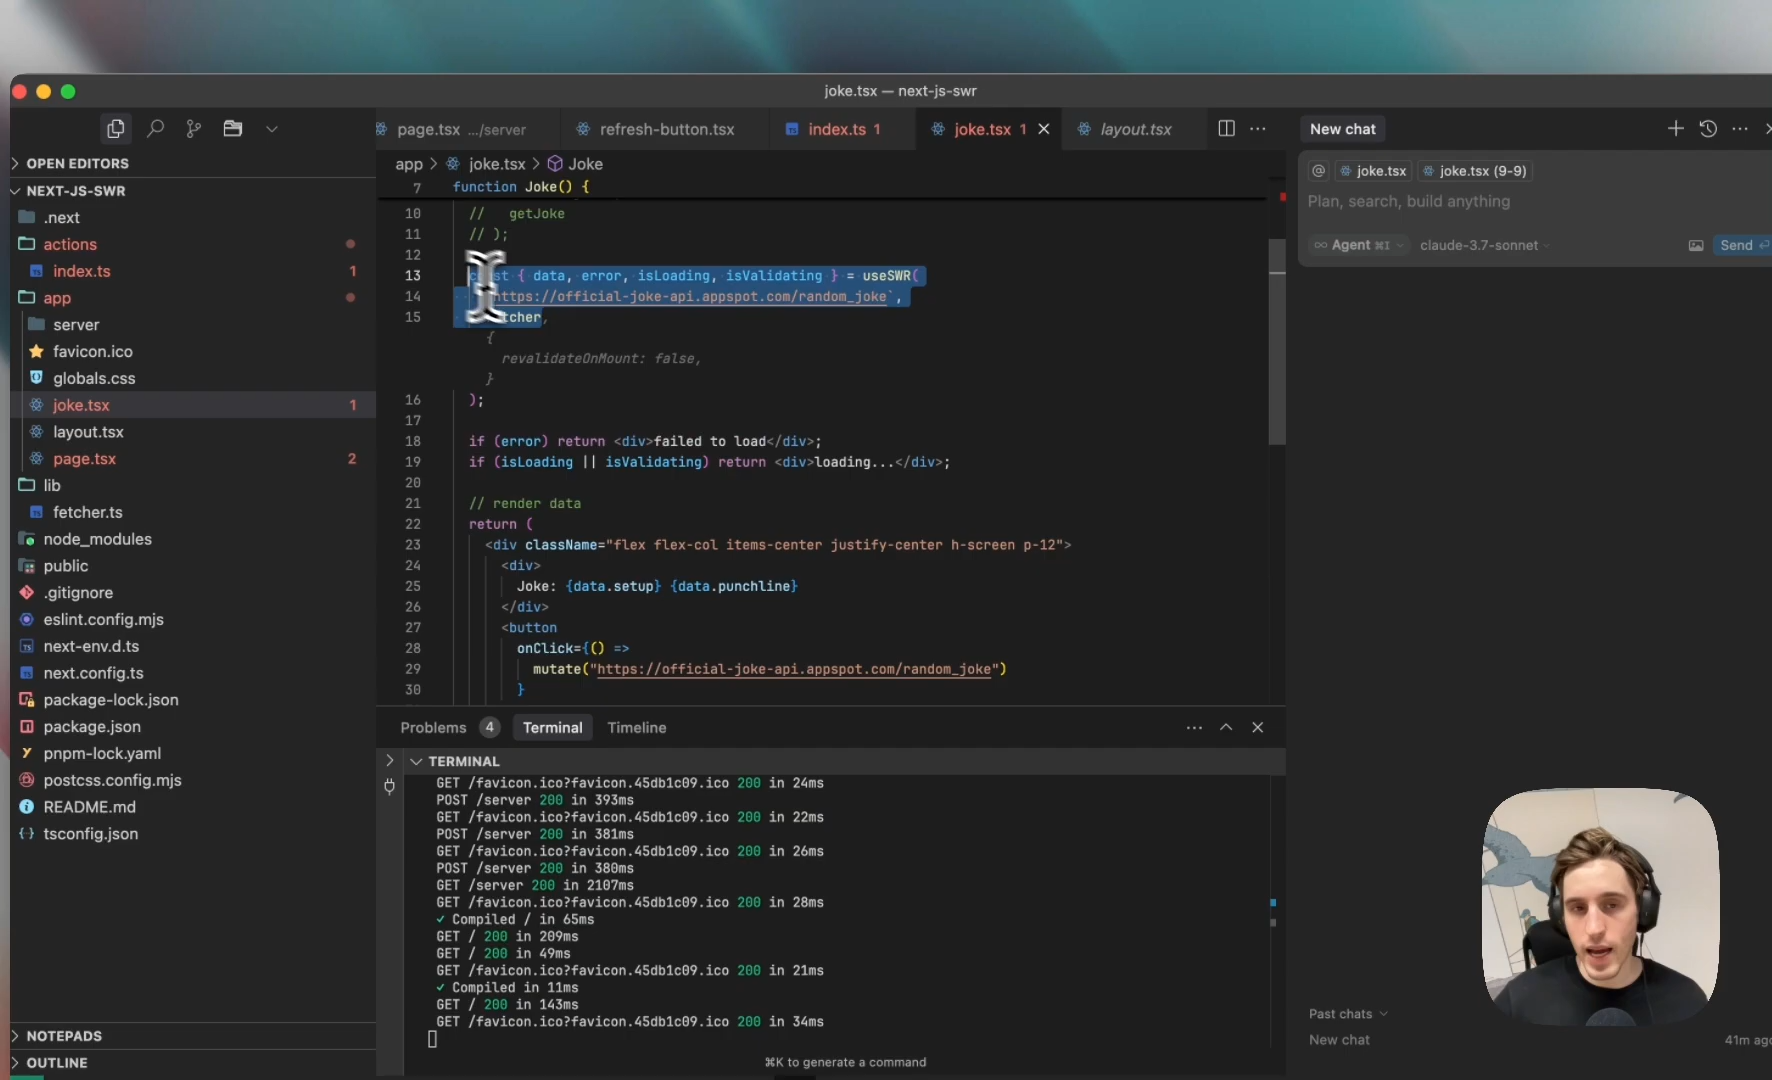 joke.tsx — next-js-swr
page.tsx .../server
refresh-button.tsx
index.ts 1
joke.tsx 1
layout.tsx
New chat
OPEN EDITORS
NEXT-JS-SWR
.next
actions
index.ts 1
app
server
favicon.ico
globals.css
joke.tsx 1
layout.tsx
page.tsx 2
lib
fetcher.ts
node_modules
public
.gitignore
eslint.config.mjs
next-env.d.ts
next.config.ts
package-lock.json
package.json
pnpm-lock.yaml
postcss.config.mjs
README.md
tsconfig.json
NOTEPADS
OUTLINE
app > joke.tsx > Joke
7 function Joke() {
10 // getJoke
11 // );
12
13 const { data, error, isLoading, isValidating } = useSWR(
14 https://official-joke-api.appspot.com/random_joke`,
15 tcher,
{
revalidateOnMount: false,
}
16 );
17
18 if (error) return <div>failed to load</div>;
19 if (isLoading || isValidating) return <div>loading...</div>;
20
21 // render data
22 return (
23 <div className="flex flex-col items-center justify-center h-screen p-12">
24 <div>
25 Joke: {data.setup} {data.punchline}
26 </div>
27 <button
28 onClick={() =>
29 mutate("https://official-joke-api.appspot.com/random_joke")
30 }
Problems 4 Terminal Timeline
TERMINAL
GET /favicon.ico?favicon.45db1c09.ico 200 in 24ms
POST /server 200 in 393ms
GET /favicon.ico?favicon.45db1c09.ico 200 in 22ms
POST /server 200 in 381ms
GET /favicon.ico?favicon.45db1c09.ico 200 in 26ms
POST /server 200 in 380ms
GET /server 200 in 2107ms
GET /favicon.ico?favicon.45db1c09.ico 200 in 28ms
✓ Compiled / in 65ms
GET / 200 in 209ms
GET / 200 in 49ms
GET /favicon.ico?favicon.45db1c09.ico 200 in 21ms
✓ Compiled in 11ms
GET / 200 in 143ms
GET /favicon.ico?favicon.45db1c09.ico 200 in 34ms
⌘K to generate a command
@ joke.tsx joke.tsx (9-9)
Plan, search, build anything
∞ Agent ⌘I claude-3.7-sonnet Send
Past chats
New chat 41m ago